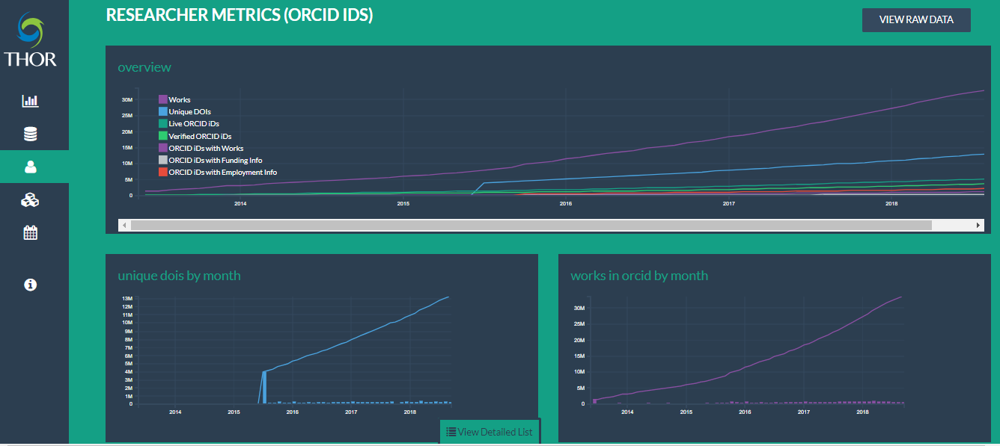 RESEARCHER METRICS (ORCID IDS)
VIEW RAW DATA
THOR
overview
30M
25M
20M
15M
10M
5M
0
Works
Unique DOIs
Live ORCID iDs
Verified ORCID iDs
ORCID iDs with Works
ORCID iDs with Funding Info
ORCID iDs with Employment Info
2014 2015 2016 2017 2018
unique dois by month
13M
12M
11M
10M
9M
8M
7M
6M
5M
4M
3M
2M
1M
0
2014 2015 2016 2017 2018
View Detailed List
works in orcid by month
30M
25M
20M
15M
10M
5M
0
2014 2015 2016 2017 2018